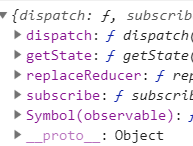 ▼{dispatch: ƒ, subscrib
▶ dispatch: ƒ dispatch(
▶ getState: ƒ getState(
▶ replaceReducer: ƒ rep
▶ subscribe: ƒ subscrib
▶ Symbol(observable): ƒ
▶ __proto__: Object